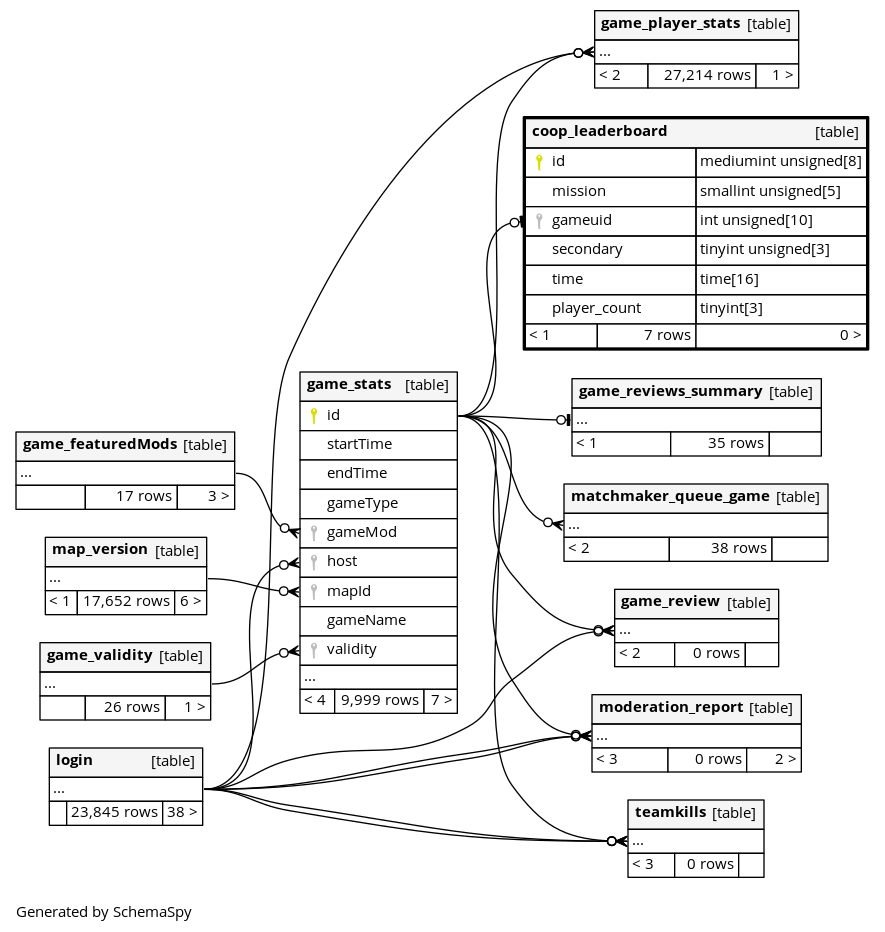 game_player_stats [table]
...
< 2 27,214 rows 1 >
coop_leaderboard [table]
id mediumint unsigned[8]
mission smallint unsigned[5]
gameuid int unsigned[10]
secondary tinyint unsigned[3]
time time[16]
player_count tinyint[3]
< 1 7 rows 0 >
game_stats [table]
id
startTime
endTime
gameType
gameMod
host
mapId
gameName
validity
...
< 4 9,999 rows 7 >
game_reviews_summary [table]
...
< 1 35 rows
game_featuredMods [table]
...
17 rows 3 >
matchmaker_queue_game [table]
...
< 2 38 rows
map_version [table]
...
< 1 17,652 rows 6 >
game_review [table]
...
< 2 0 rows
game_validity [table]
...
26 rows 1 >
moderation_report [table]
...
< 3 0 rows 2 >
login [table]
...
23,845 rows 38 >
teamkills [table]
...
< 3 0 rows
Generated by SchemaSpy